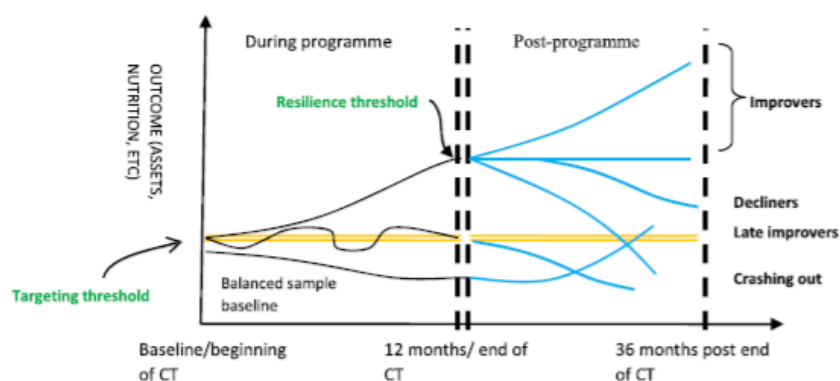 During programme
Post-programme
OUTCOME (ASSETS,
NUTRITION, ETC)
Resilience threshold
Improvers
Decliners
Late improvers
Crashing out
Targeting threshold
Balanced sample
baseline
Baseline/beginning
of CT
12 months/ end of
CT
36 months post end
of CT